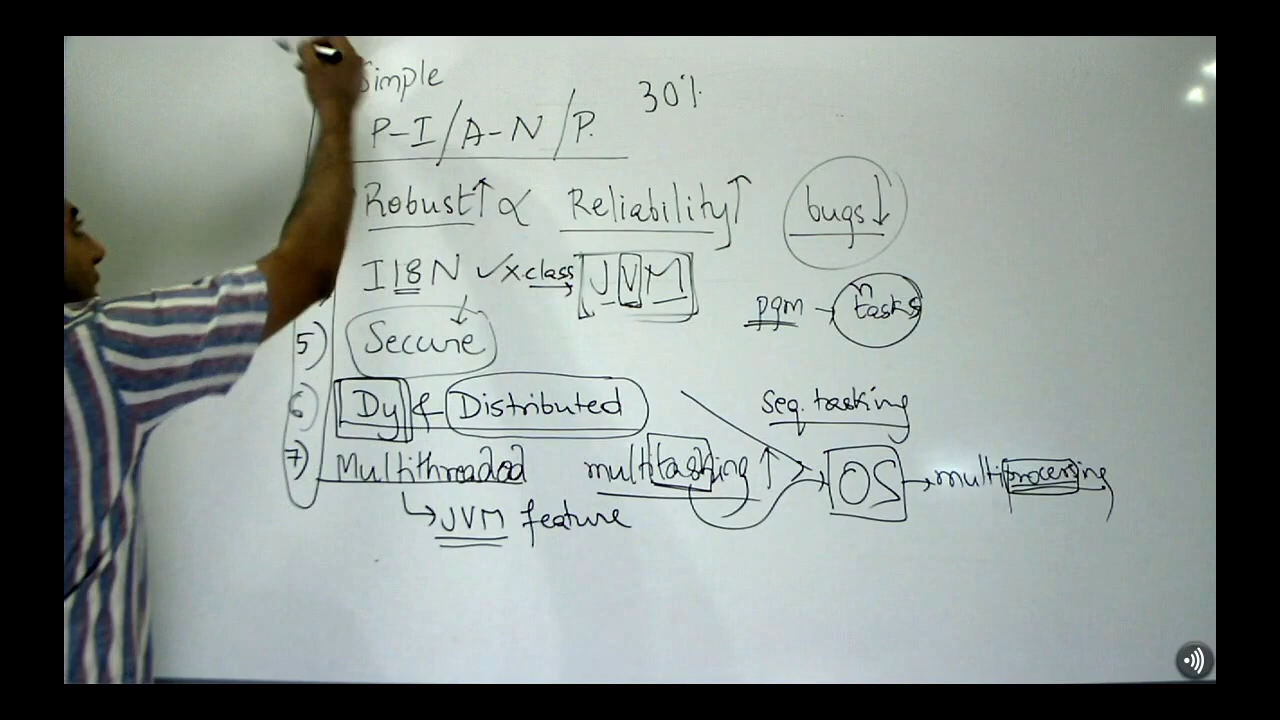 Simple
30%
P-I/A-N/P.
Robust↑ ∝ Reliability↑
bugs↓
I18N ✓ X.class → JVM
pgm → n tasks
5) Secure
6) Dy & Distributed
Seq. tasking
7) Multithreaded
multitasking ↑ → OS → multiprocessing
↳ JVM feature